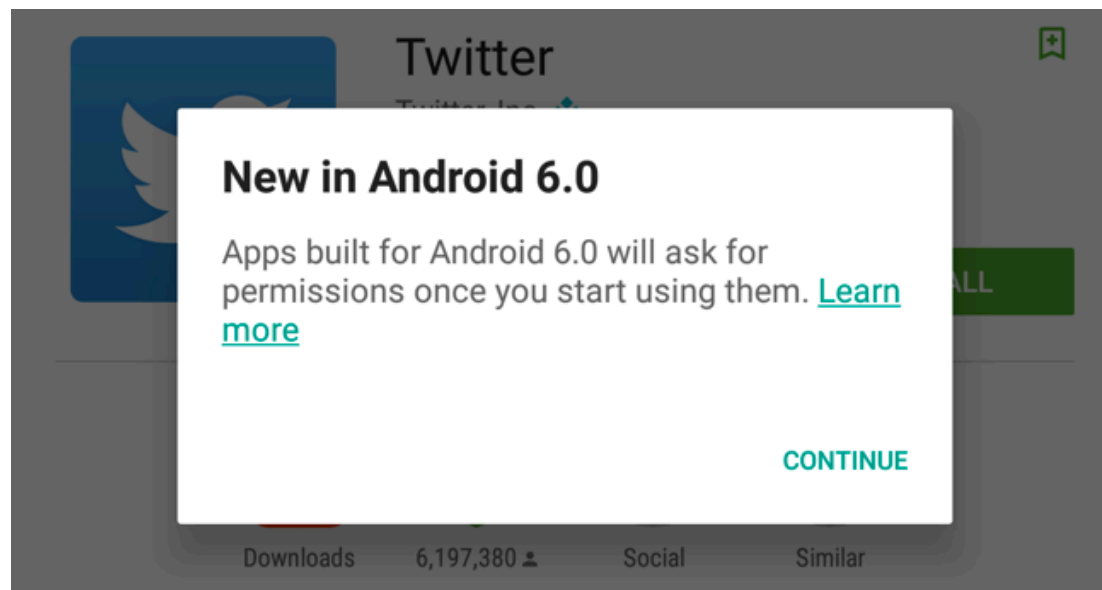 Twitter
New in Android 6.0
Apps built for Android 6.0 will ask for
permissions once you start using them. Learn
more
ALL
CONTINUE
Downloads
6,197,380
Social
Similar